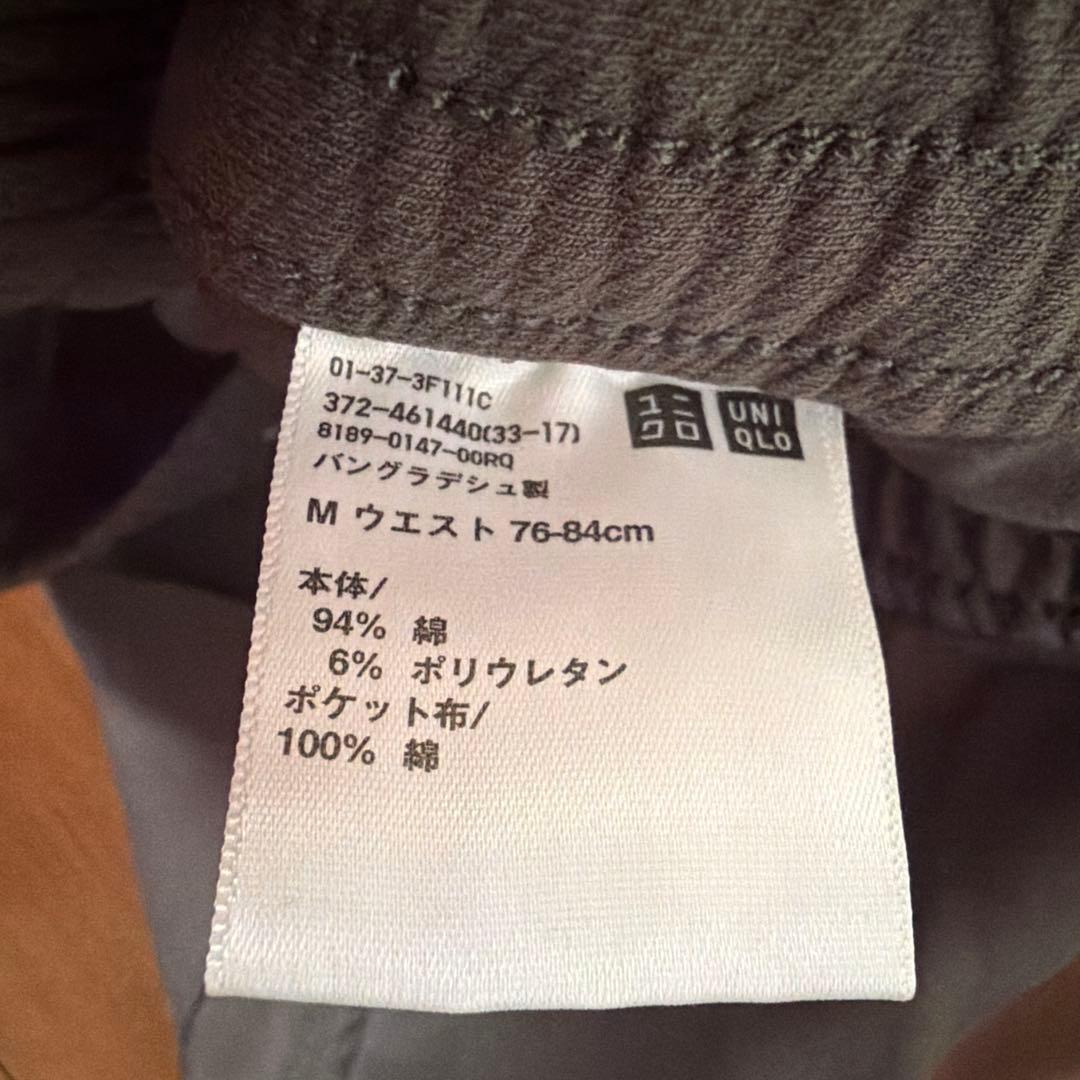 01-37-3F111C
372-461440(33-17)
8189-0147-00RQ
バングラデシュ製
ユニ
クロ
UNI
QLO
M ウエスト 76-84cm
本体/
94% 綿
6% ポリウレタン
ポケット布/
100% 綿